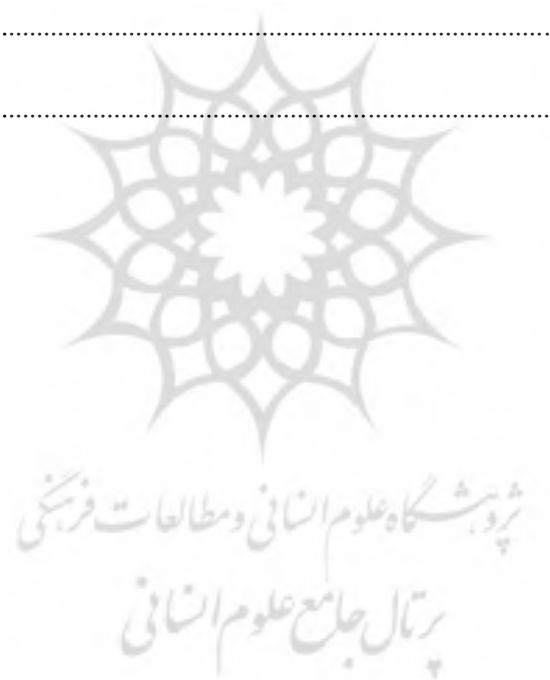 پژوهشگاه علوم انسانی و مطالعات فرهنگی
پرتال جامع علوم انسانی